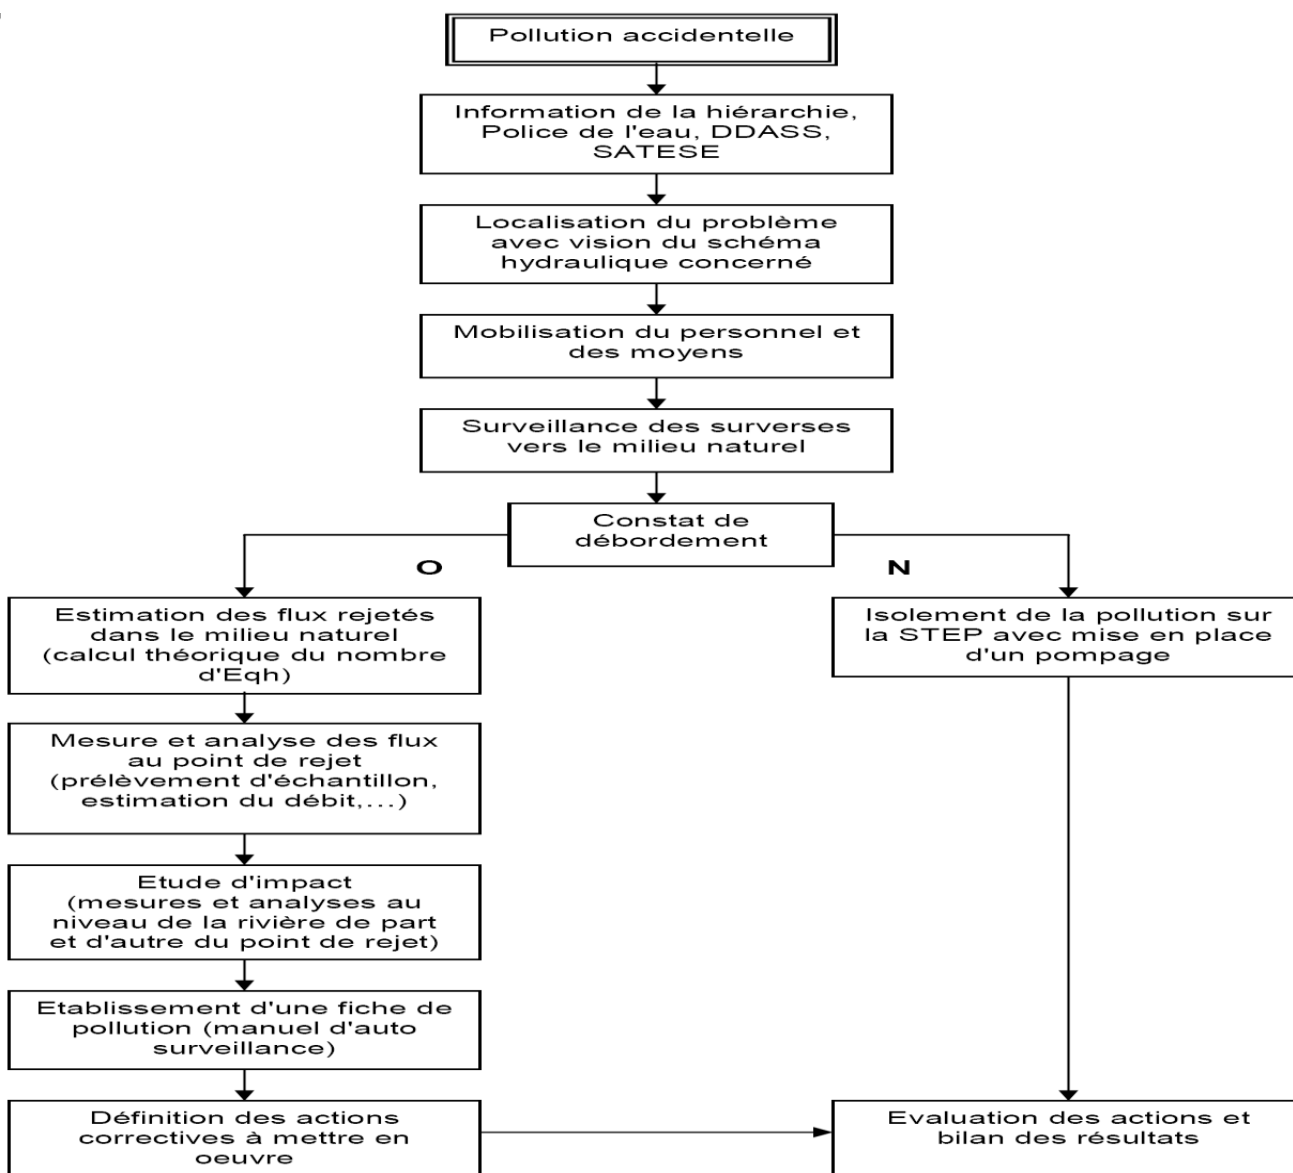 Pollution accidentelle
Information de la hiérarchie,
Police de l'eau, DDASS,
SATESE
Localisation du problème
avec vision du schéma
hydraulique concerné
Mobilisation du personnel et
des moyens
Surveillance des surverses
vers le milieu naturel
Constat de
débordement
O
N
Estimation des flux rejetés
dans le milieu naturel
(calcul théorique du nombre
d'Eqh)
Isolement de la pollution sur
la STEP avec mise en place
d'un pompage
Mesure et analyse des flux
au point de rejet
(prélèvement d'échantillon,
estimation du débit,...)
Etude d'impact
(mesures et analyses au
niveau de la rivière de part
et d'autre du point de rejet)
Etablissement d'une fiche de
pollution (manuel d'auto
surveillance)
Définition des actions
correctives à mettre en
oeuvre
Evaluation des actions et
bilan des résultats